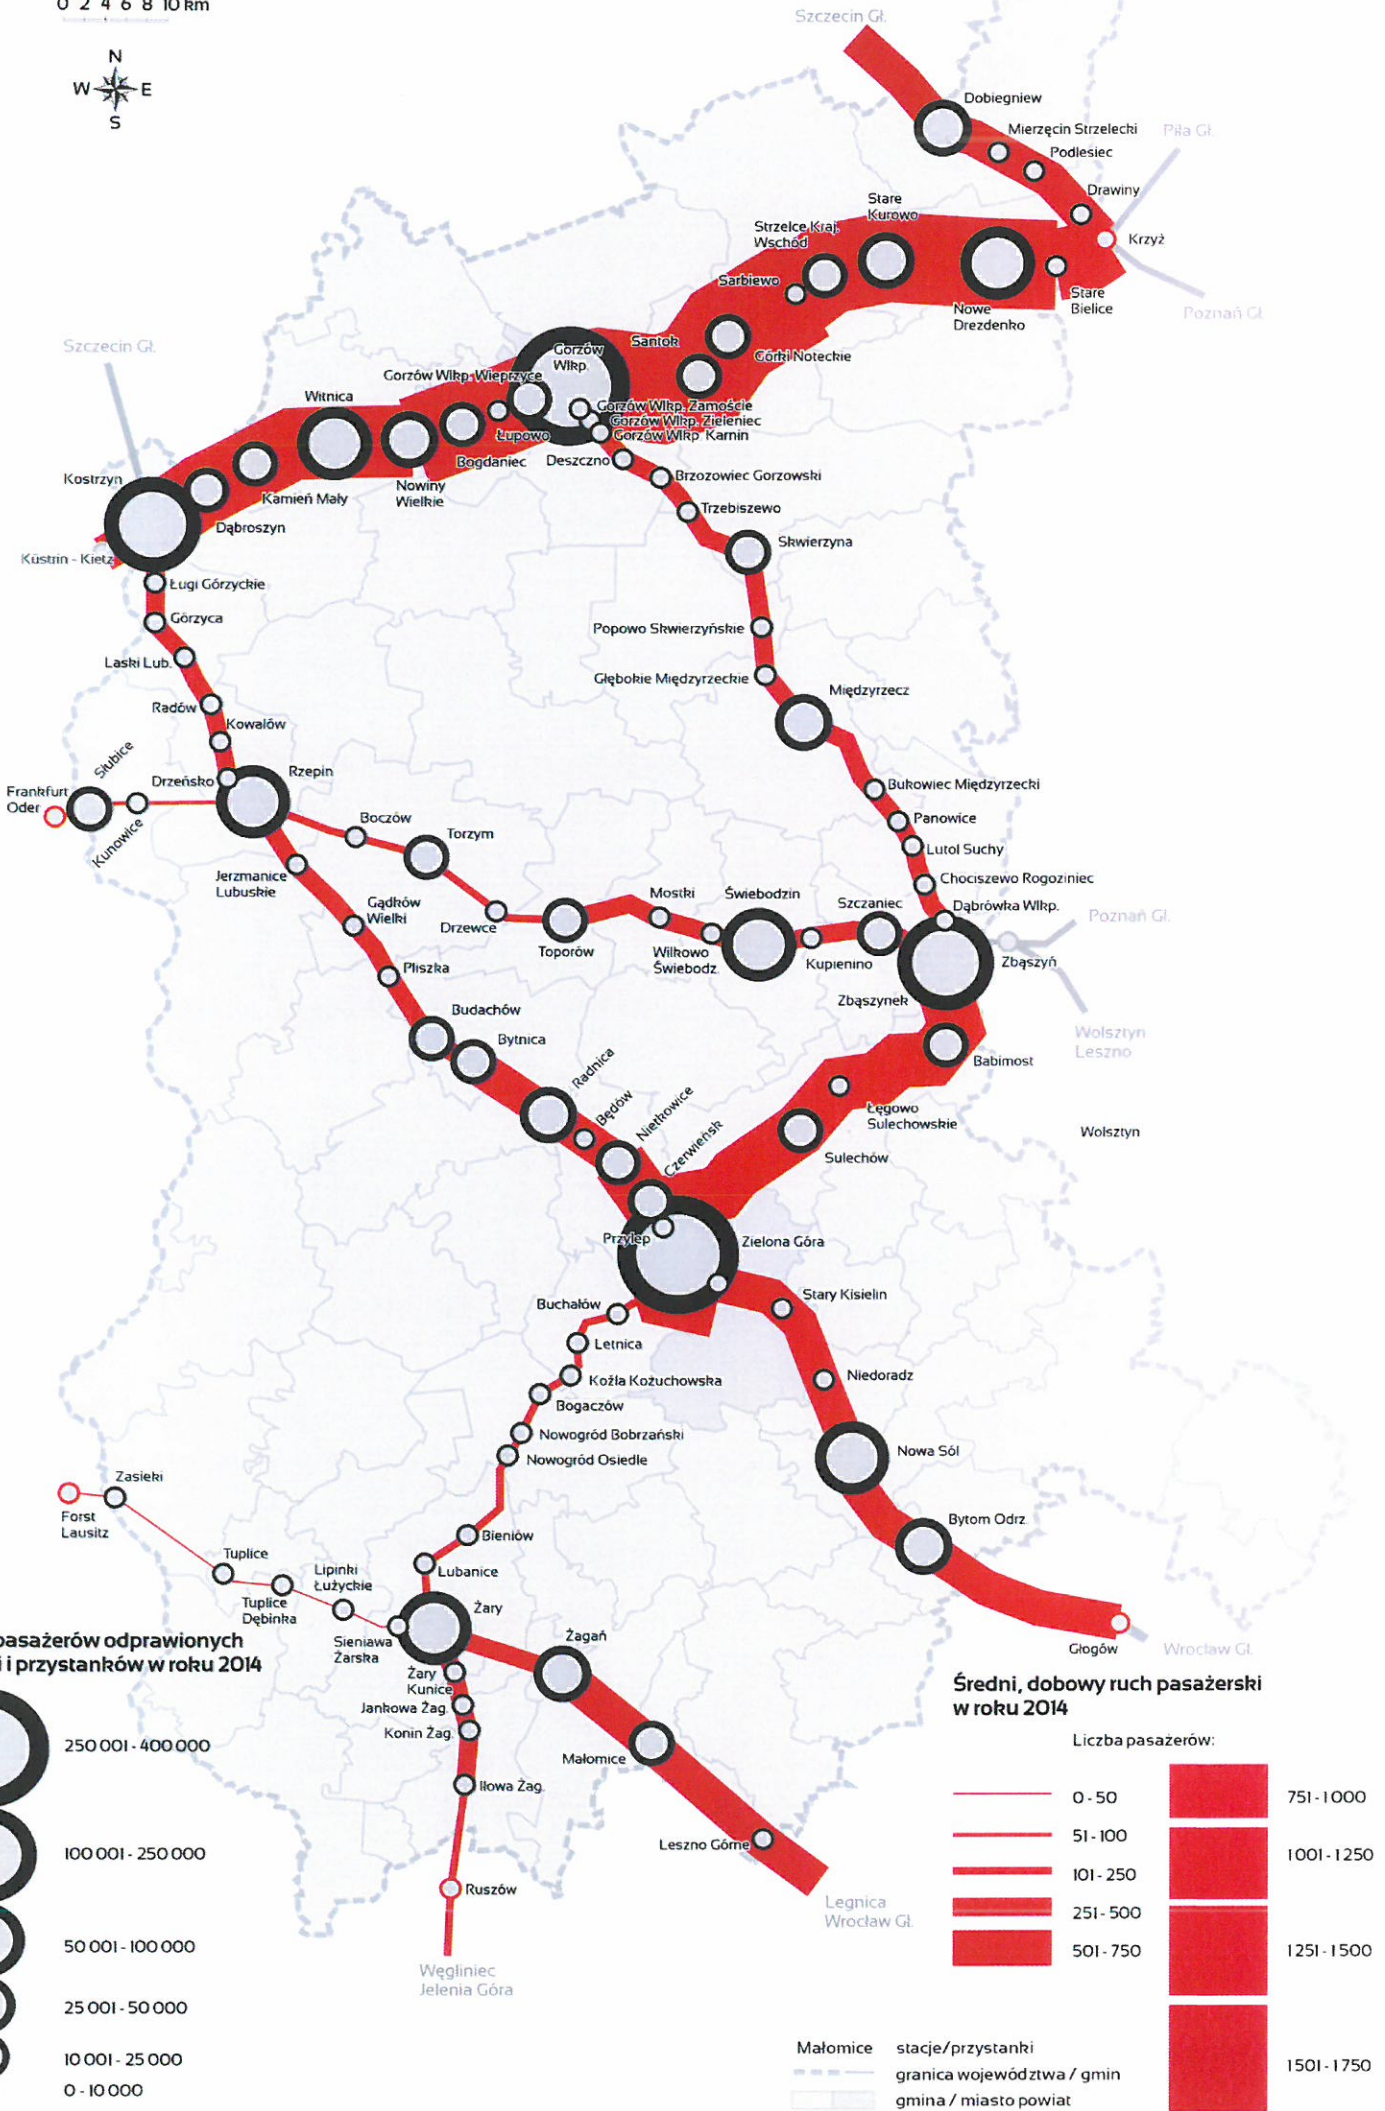 0 2 4 6 8 10 km
N
W E
S
Szczecin Gł.
Dobiegniew
Mierzęcin Strzelecki
Piła Gł.
Podlesiec
Drawiny
Stare
Kurowo
Strzelce Kraj.
Wschód
Krzyż
Sarbiewo
Stare
Bielice
Nowe
Drezdenko
Poznań Gł.
Szczecin Gł.
Santok
Gorzów
Wlkp.
Górki Noteckie
Gorzów Wlkp. Wieprzyce
Witnica
Gorzów Wlkp. Zamoście
Gorzów Wlkp. Zieleniec
Gorzów Wlkp. Karnin
Łupowo
Bogdaniec
Deszczno
Kostrzyn
Kamień Mały
Nowiny
Wielkie
Brzozowiec Gorzowski
Trzebiszewo
Dąbroszyn
Skwierzyna
Küstrin - Kietz
Ługi Górzyckie
Górzyca
Popowo Skwierzyńskie
Laski Lub.
Głębokie Międzyrzeckie
Międzyrzecz
Radów
Kowalów
Słubice
Drzeńsko
Rzepin
Bukowiec Międzyrzecki
Frankfurt
Oder
Kunowice
Boczów
Torzym
Panowice
Lutol Suchy
Jerzmanice
Lubuskie
Chociszewo Rogoziniec
Gądków
Wielki
Mostki
Świebodzin
Szczaniec
Dąbrówka Wlkp.
Poznań Gł.
Drzewce
Toporów
Wilkowo
Świebodz.
Kupienino
Zbąszyń
Pliszka
Zbąszynek
Budachów
Bytnica
Wolsztyn
Leszno
Babimost
Radnica
Będów
Nietkowice
Czerwieńsk
Łęgowo
Sulechowskie
Wolsztyn
Sulechów
Przylep
Zielona Góra
Stary Kisielin
Buchałów
Letnica
Koźla Kożuchowska
Niedoradz
Bogaczów
Nowogród Bobrzański
Nowogród Osiedle
Nowa Sól
Zasieki
Forst
Lausitz
Bytom Odrz.
Bieniów
Tuplice
Lubanice
Lipinki
Łużyckie
Tuplice
Dębinka
Żary
Sieniawa
Żarska
Żagań
Głogów
Wrocław Gł.
pasażerów odprawionych
i i przystanków w roku 2014
250 001 - 400 000
100 001 - 250 000
50 001 - 100 000
25 001 - 50 000
10 001 - 25 000
0 - 10 000
Żary
Kunice
Jankowa Żag.
Konin Żag.
Małomice
Iłowa Żag.
Leszno Górne
Ruszów
Legnica
Wrocław Gł.
Węgliniec
Jelenia Góra
Średni, dobowy ruch pasażerski
w roku 2014
Liczba pasażerów:
0 - 50
51 - 100
101 - 250
251 - 500
501 - 750
751 - 1000
1001 - 1250
1251 - 1500
1501 - 1750
Małomice stacje/przystanki
granica województwa / gmin
gmina / miasto powiat